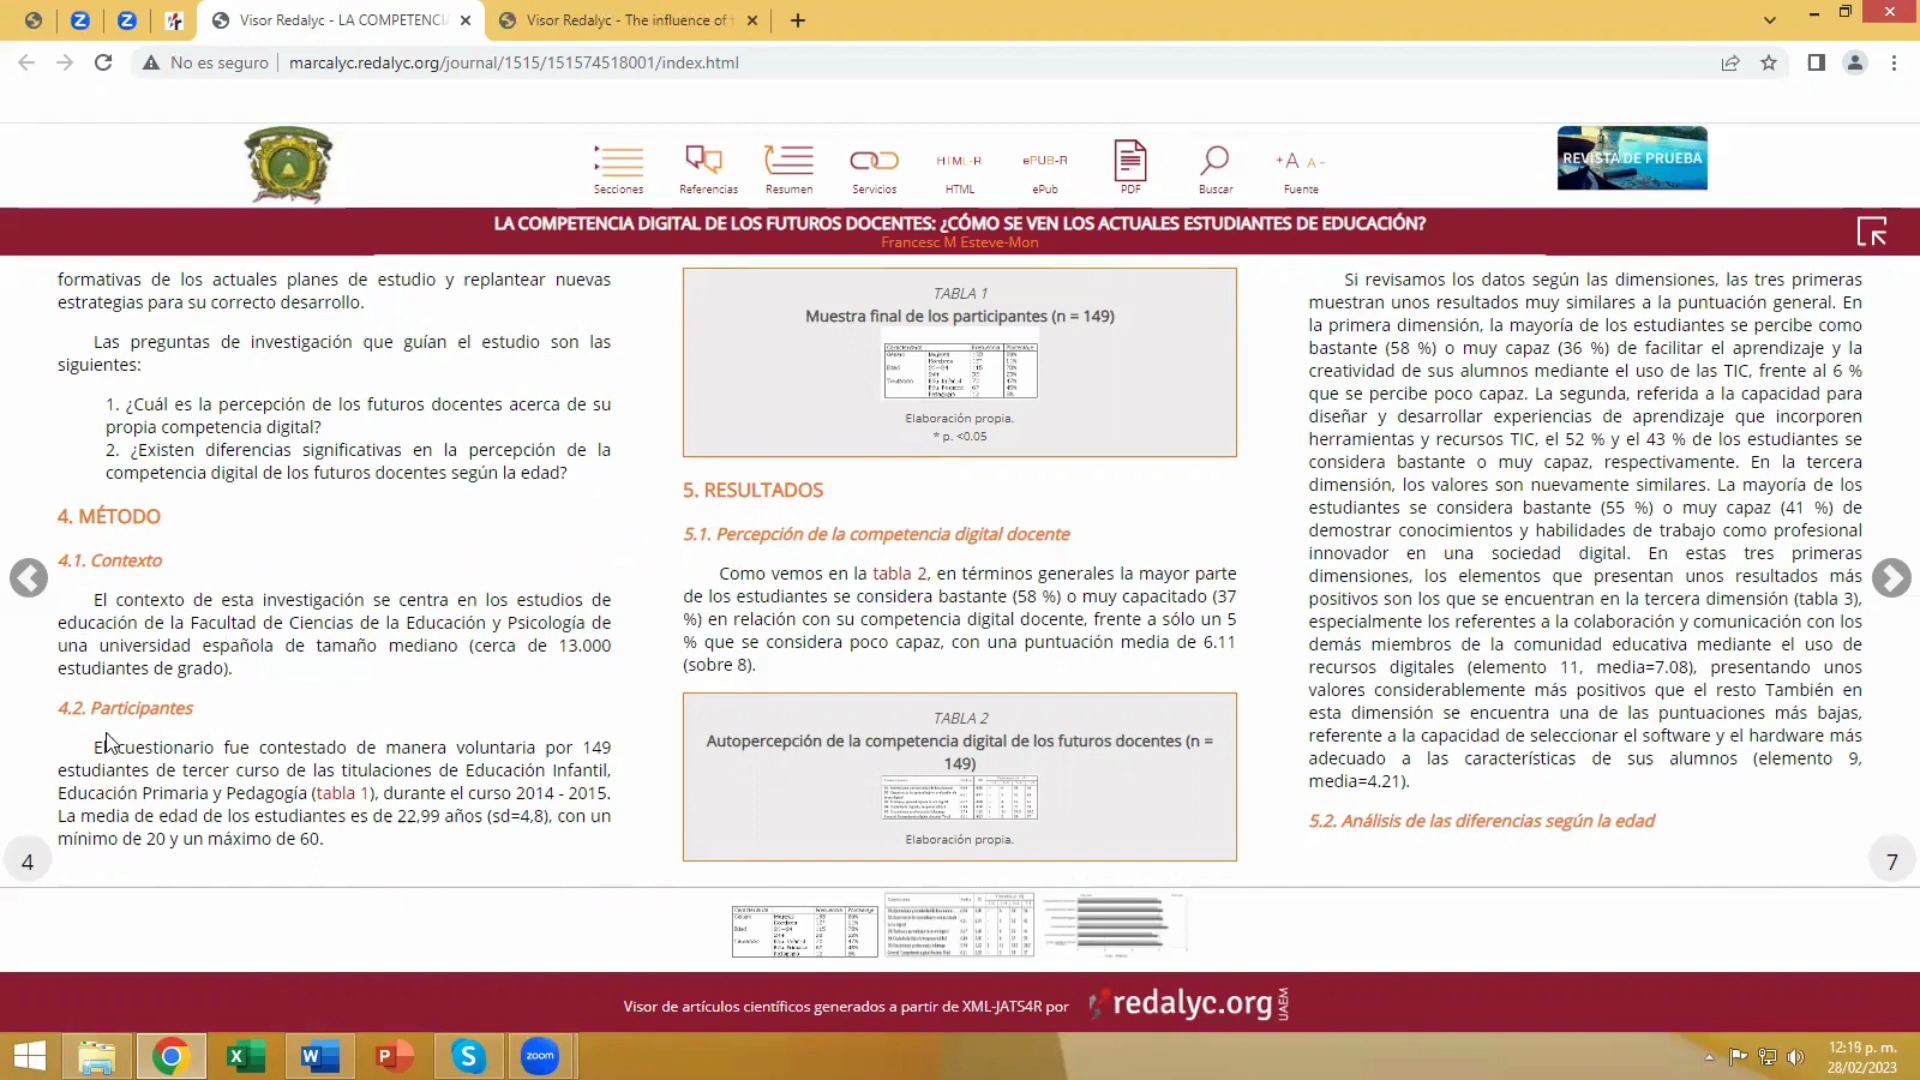 Visor Redalyc - LA COMPETENCIA
Visor Redalyc - The influence of
No es seguro
marcalyc.redalyc.org/journal/1515/151574518001/index.html
Secciones
Referencias
Resumen
Servicios
HTML-R
HTML
ePUB-R
ePub
PDF
Buscar
+A A-
Fuente
REVISTA DE PRUEBA
LA COMPETENCIA DIGITAL DE LOS FUTUROS DOCENTES: ¿CÓMO SE VEN LOS ACTUALES ESTUDIANTES DE EDUCACIÓN?
Francesc M Esteve-Mon
formativas de los actuales planes de estudio y replantear nuevas
estrategias para su correcto desarrollo.
Las preguntas de investigación que guían el estudio son las
siguientes:
1. ¿Cuál es la percepción de los futuros docentes acerca de su
propia competencia digital?
2. ¿Existen diferencias significativas en la percepción de la
competencia digital de los futuros docentes según la edad?
4. MÉTODO
4.1. Contexto
El contexto de esta investigación se centra en los estudios de
educación de la Facultad de Ciencias de la Educación y Psicología de
una universidad española de tamaño mediano (cerca de 13.000
estudiantes de grado).
4.2. Participantes
El cuestionario fue contestado de manera voluntaria por 149
estudiantes de tercer curso de las titulaciones de Educación Infantil,
Educación Primaria y Pedagogía (tabla 1), durante el curso 2014 - 2015.
La media de edad de los estudiantes es de 22,99 años (sd=4,8), con un
mínimo de 20 y un máximo de 60.
4
TABLA 1
Muestra final de los participantes (n = 149)
Elaboración propia.
* p. <0.05
5. RESULTADOS
5.1. Percepción de la competencia digital docente
Como vemos en la tabla 2, en términos generales la mayor parte
de los estudiantes se considera bastante (58 %) o muy capacitado (37
%) en relación con su competencia digital docente, frente a sólo un 5
% que se considera poco capaz, con una puntuación media de 6.11
(sobre 8).
TABLA 2
Autopercepción de la competencia digital de los futuros docentes (n =
149)
Elaboración propia.
Si revisamos los datos según las dimensiones, las tres primeras
muestran unos resultados muy similares a la puntuación general. En
la primera dimensión, la mayoría de los estudiantes se percibe como
bastante (58 %) o muy capaz (36 %) de facilitar el aprendizaje y la
creatividad de sus alumnos mediante el uso de las TIC, frente al 6 %
que se percibe poco capaz. La segunda, referida a la capacidad para
diseñar y desarrollar experiencias de aprendizaje que incorporen
herramientas y recursos TIC, el 52 % y el 43 % de los estudiantes se
considera bastante o muy capaz, respectivamente. En la tercera
dimensión, los valores son nuevamente similares. La mayoría de los
estudiantes se considera bastante (55 %) o muy capaz (41 %) de
demostrar conocimientos y habilidades de trabajo como profesional
innovador en una sociedad digital. En estas tres primeras
dimensiones, los elementos que presentan unos resultados más
positivos son los que se encuentran en la tercera dimensión (tabla 3),
especialmente los referentes a la colaboración y comunicación con los
demás miembros de la comunidad educativa mediante el uso de
recursos digitales (elemento 11, media=7.08), presentando unos
valores considerablemente más positivos que el resto También en
esta dimensión se encuentra una de las puntuaciones más bajas,
referente a la capacidad de seleccionar el software y el hardware más
adecuado a las características de sus alumnos (elemento 9,
media=4.21).
5.2. Análisis de las diferencias según la edad
7
Visor de artículos científicos generados a partir de XML-JATS4R por
redalyc.org
UAEM
zoom
12:18 p. m.
28/02/2023